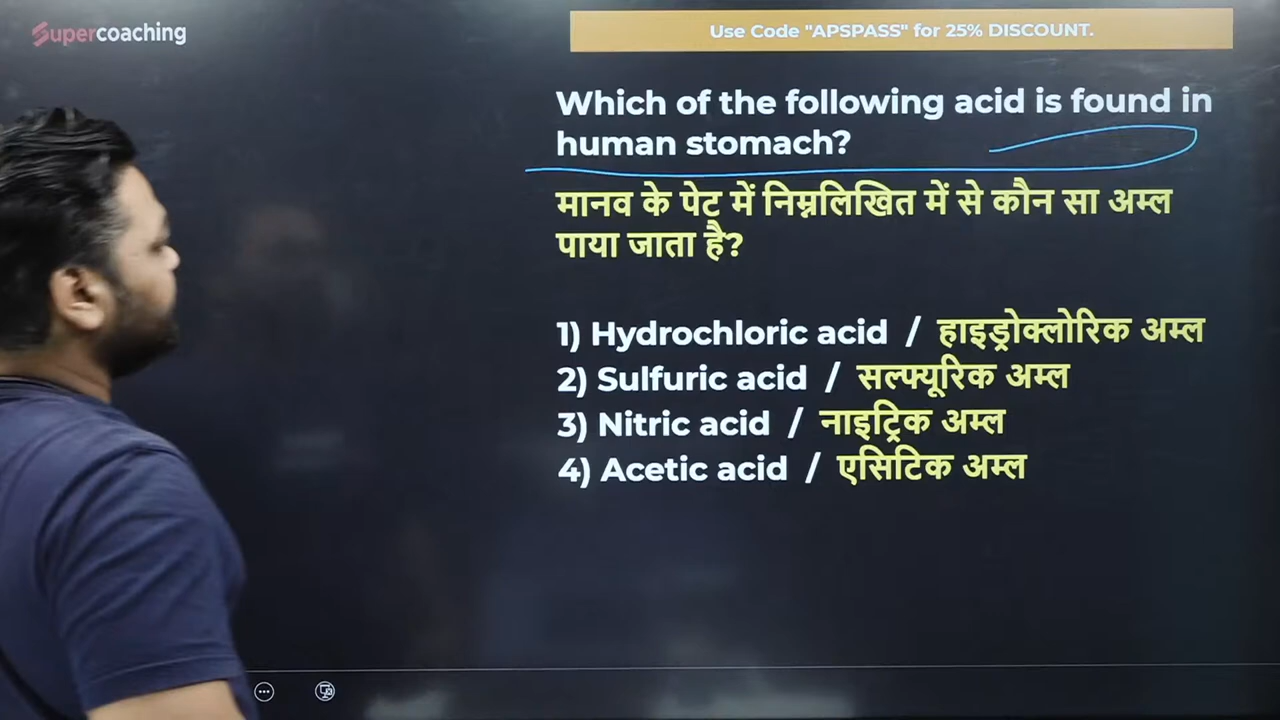 Supercoaching
Use Code "APSPASS" for 25% DISCOUNT.
Which of the following acid is found in
human stomach?
मानव के पेट में निम्नलिखित में से कौन सा अम्ल
पाया जाता है?
1) Hydrochloric acid / हाइड्रोक्लोरिक अम्ल
2) Sulfuric acid / सल्फ्यूरिक अम्ल
3) Nitric acid / नाइट्रिक अम्ल
4) Acetic acid / एसिटिक अम्ल